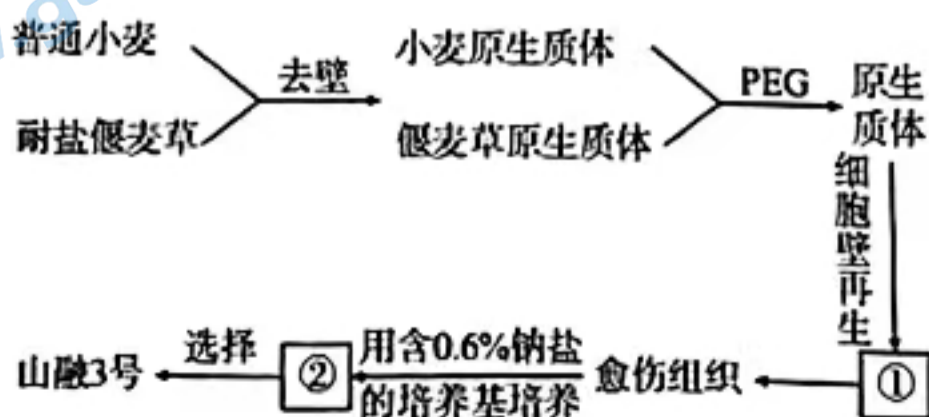 普通小麦
耐盐偃麦草
去壁
小麦原生质体
偃麦草原生质体
PEG
原生
质体
细胞壁再生
①
愈伤组织
用含0.6%钠盐
的培养基培养
②
选择
山融3号